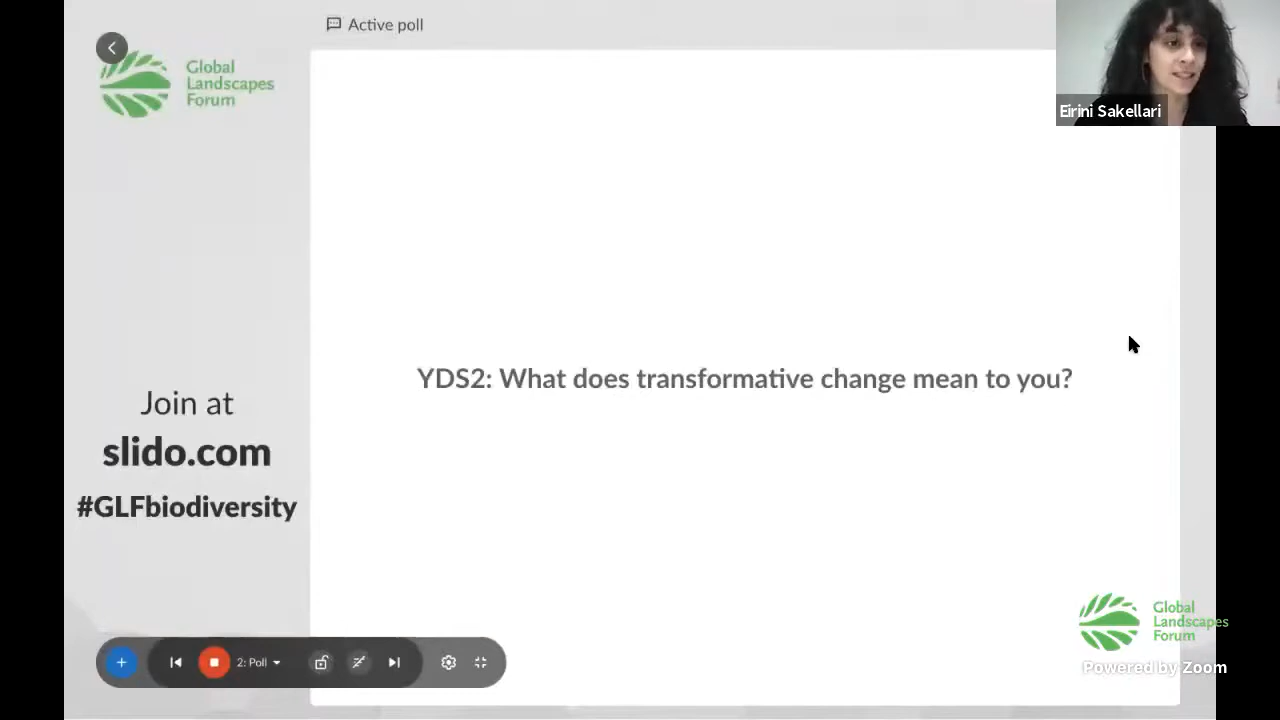 Active poll
Global
Landscapes
Forum
Eirini Sakellari
YDS2: What does transformative change mean to you?
Join at
slido.com
#GLFbiodiversity
2: Poll
Global
Landscapes
Forum
Powered by Zoom